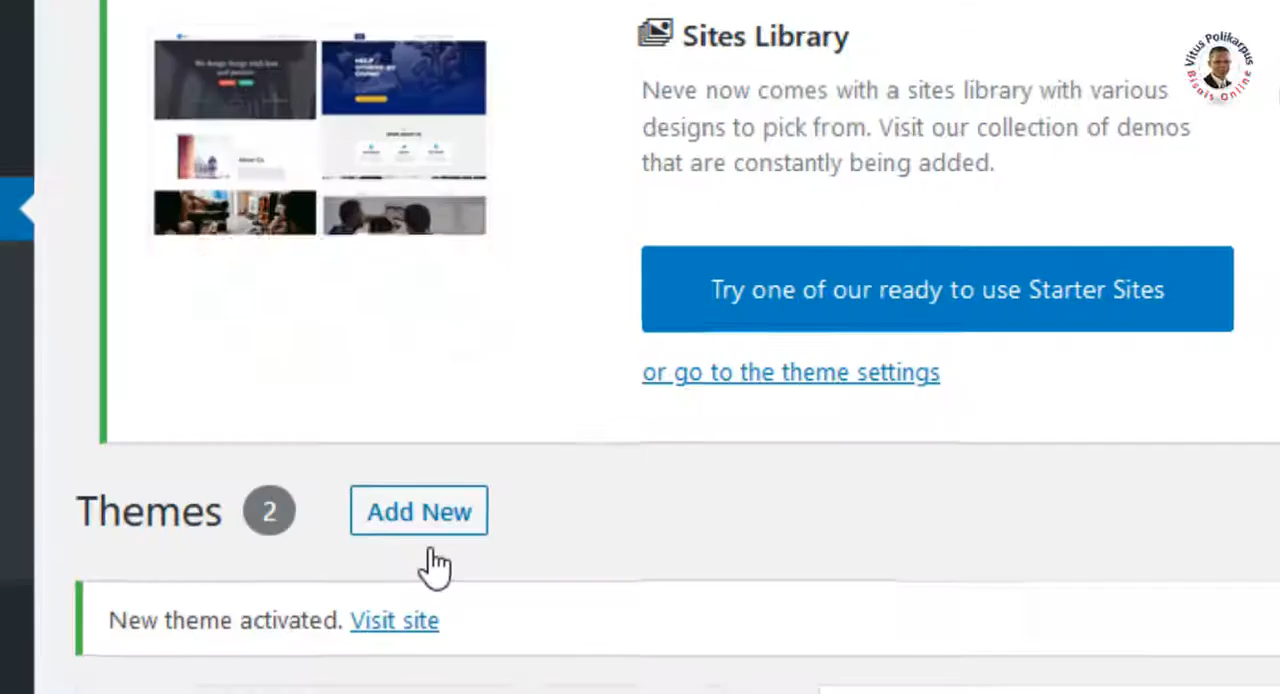 Sites Library
Vitus Polikarpus
Bisnis Online
Neve now comes with a sites library with various
designs to pick from. Visit our collection of demos
that are constantly being added.
Try one of our ready to use Starter Sites
or go to the theme settings
Themes 2 Add New
New theme activated. Visit site